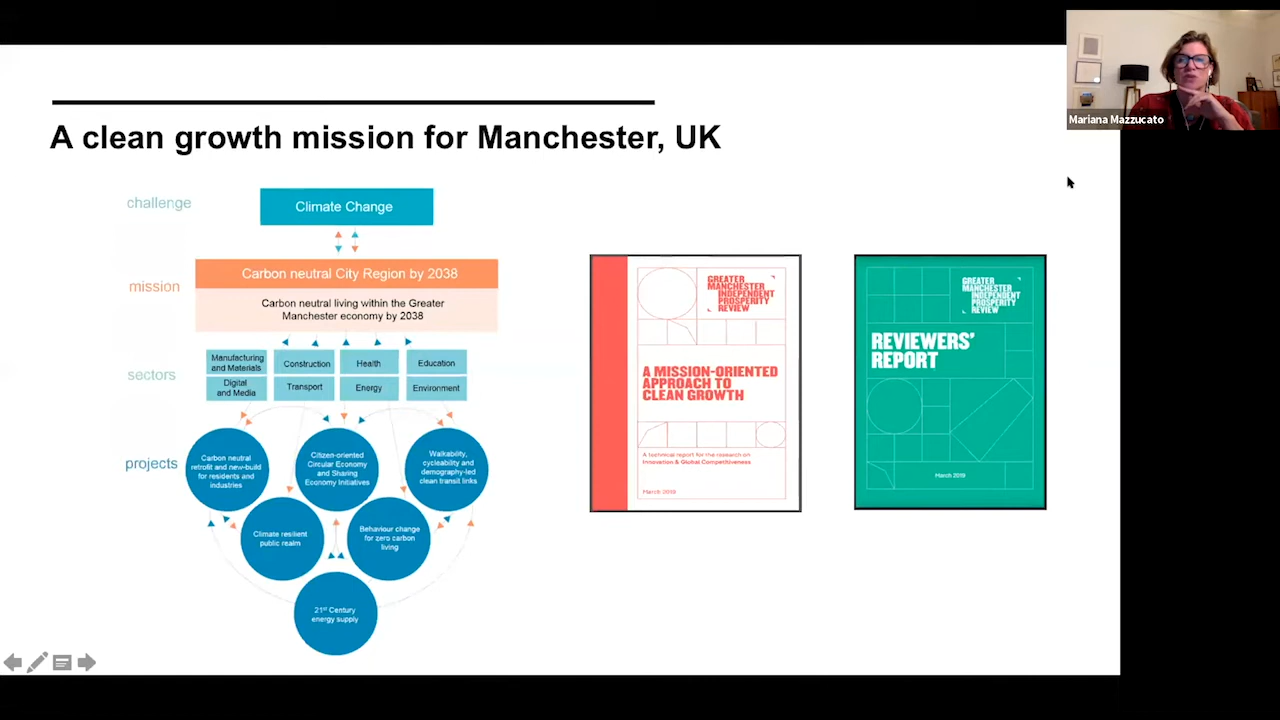 Mariana Mazzucato
A clean growth mission for Manchester, UK
challenge
Climate Change
mission
Carbon neutral City Region by 2038
Carbon neutral living within the Greater
Manchester economy by 2038
sectors
Manufacturing
and Materials
Construction
Health
Education
Digital
and Media
Transport
Energy
Environment
projects
Carbon neutral
retrofit and new-build
for residents and
industries
Citizen-oriented
Circular Economy
and Sharing
Economy Initiatives
Walkability,
cycleability and
demography-led
clean transit links
Climate resilient
public realm
Behaviour change
for zero carbon
living
21st Century
energy supply
GREATER
MANCHESTER
INDEPENDENT
PROSPERITY
REVIEW
A MISSION-ORIENTED
APPROACH TO
CLEAN GROWTH
A technical report for the research on
Innovation & Global Competitiveness
March 2019
GREATER
MANCHESTER
INDEPENDENT
PROSPERITY
REVIEW
REVIEWERS'
REPORT
March 2019